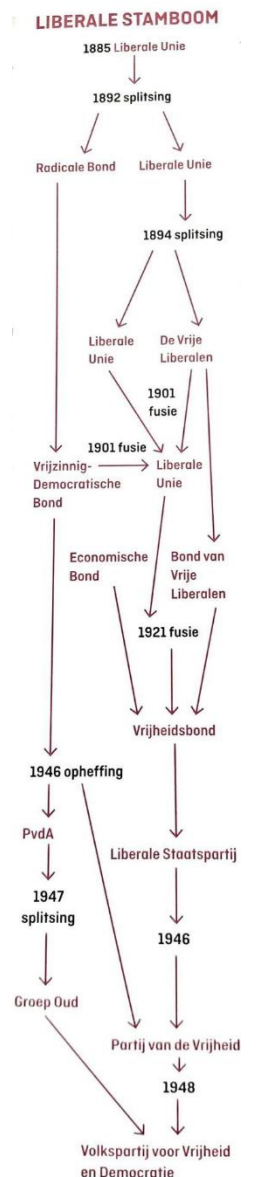 LIBERALE STAMBOOM
1885 Liberale Unie
1892 splitsing
Radicale Bond
Liberale Unie
1894 splitsing
Liberale
Unie
De Vrije
Liberalen
1901
fusie
1901 fusie
Vrijzinnig-
Democratische
Bond
Liberale
Unie
Economische
Bond
Bond van
Vrije
Liberalen
1921 fusie
Vrijheidsbond
1946 opheffing
PvdA
Liberale Staatspartij
1947
splitsing
1946
Groep Oud
Partij van de Vrijheid
1948
Volkspartij voor Vrijheid
en Democratie